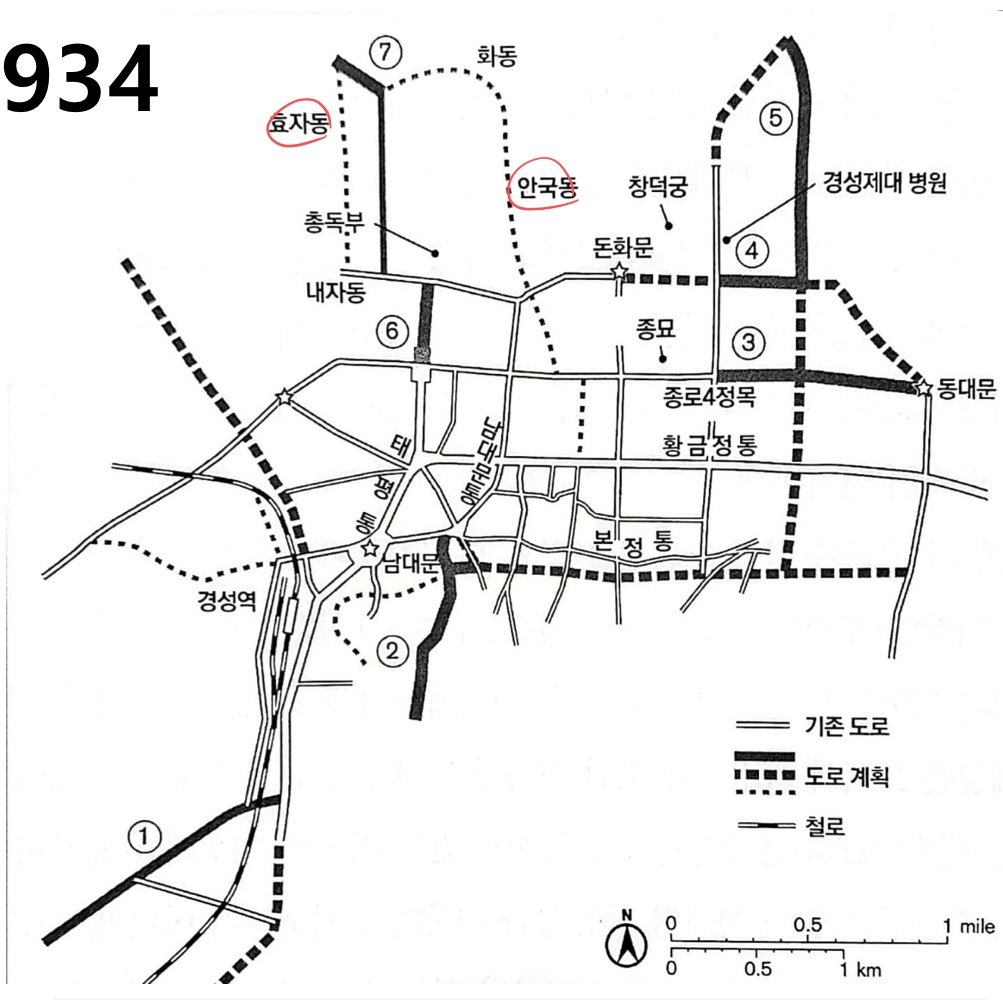 934
⑦
화동
효자동
⑤
안국동
창덕궁
경성제대 병원
총독부
돈화문
④
내자동
⑥
종묘
③
동대문
종로4정목
태평통
남대문통
황금정통
본정통
남대문
경성역
②
기존 도로
도로 계획
철로
①
N
0 0.5 1 mile
0 0.5 1 km